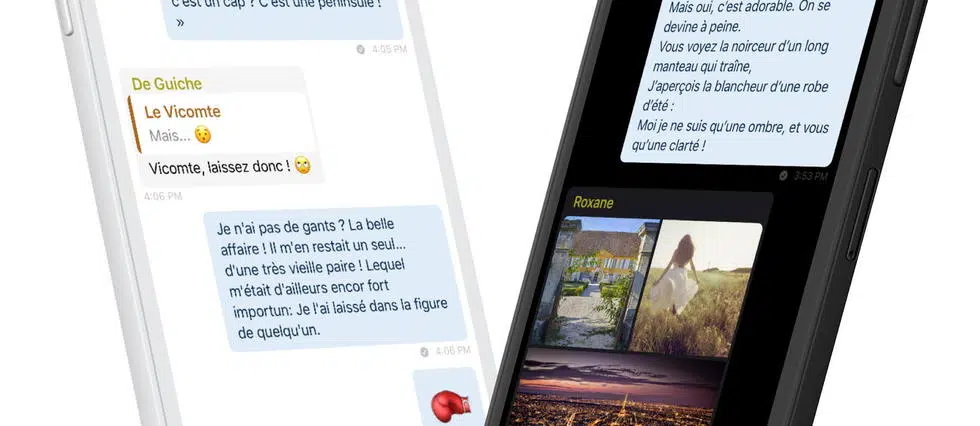 c'est un cap ? C'est une péninsule !
»
4:05 PM
De Guiche
Le Vicomte
Mais... 😯
Vicomte, laissez donc ! 🙄
4:06 PM
Je n'ai pas de gants ? La belle
affaire ! Il m'en restait un seul...
d'une très vieille paire ! Lequel
m'était d'ailleurs encor fort
importun: Je l'ai laissé dans la figure
de quelqu'un.
4:06 PM
Mais oui, c'est adorable. On se
devine à peine.
Vous voyez la noirceur d'un long
manteau qui traîne,
J'aperçois la blancheur d'une robe
d'été :
Moi je ne suis qu'une ombre, et vous
qu'une clarté !
3:53 PM
Roxane